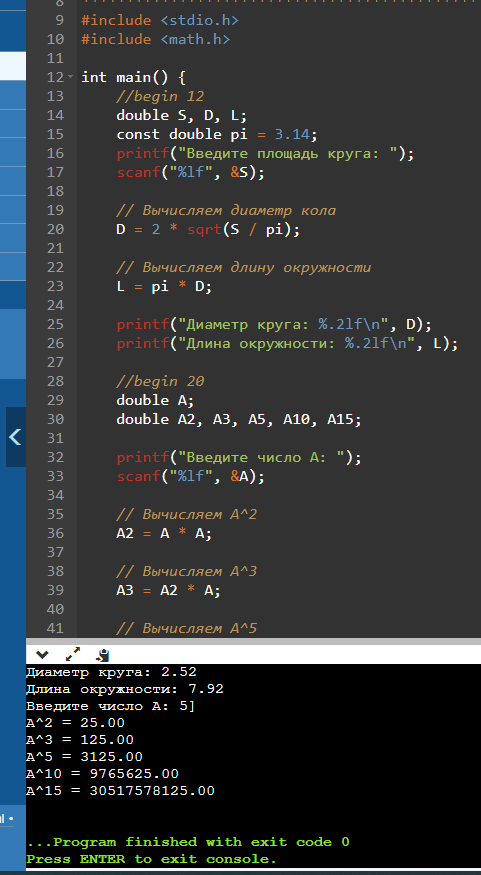 8
9 #include <stdio.h>
10 #include <math.h>
11
12 int main() {
13 //begin 12
14 double S, D, L;
15 const double pi = 3.14;
16 printf("Введите площадь круга: ");
17 scanf("%lf", &S);
18
19 // Вычисляем диаметр кола
20 D = 2 * sqrt(S / pi);
21
22 // Вычисляем длину окружности
23 L = pi * D;
24
25 printf("Диаметр круга: %.2lf\n", D);
26 printf("Длина окружности: %.2lf\n", L);
27
28 //begin 20
29 double A;
30 double A2, A3, A5, A10, A15;
31
32 printf("Введите число A: ");
33 scanf("%lf", &A);
34
35 // Вычисляем A^2
36 A2 = A * A;
37
38 // Вычисляем A^3
39 A3 = A2 * A;
40
41 // Вычисляем A^5
Диаметр круга: 2.52
Длина окружности: 7.92
Введите число A: 5]
A^2 = 25.00
A^3 = 125.00
A^5 = 3125.00
A^10 = 9765625.00
A^15 = 30517578125.00
...Program finished with exit code 0
Press ENTER to exit console.